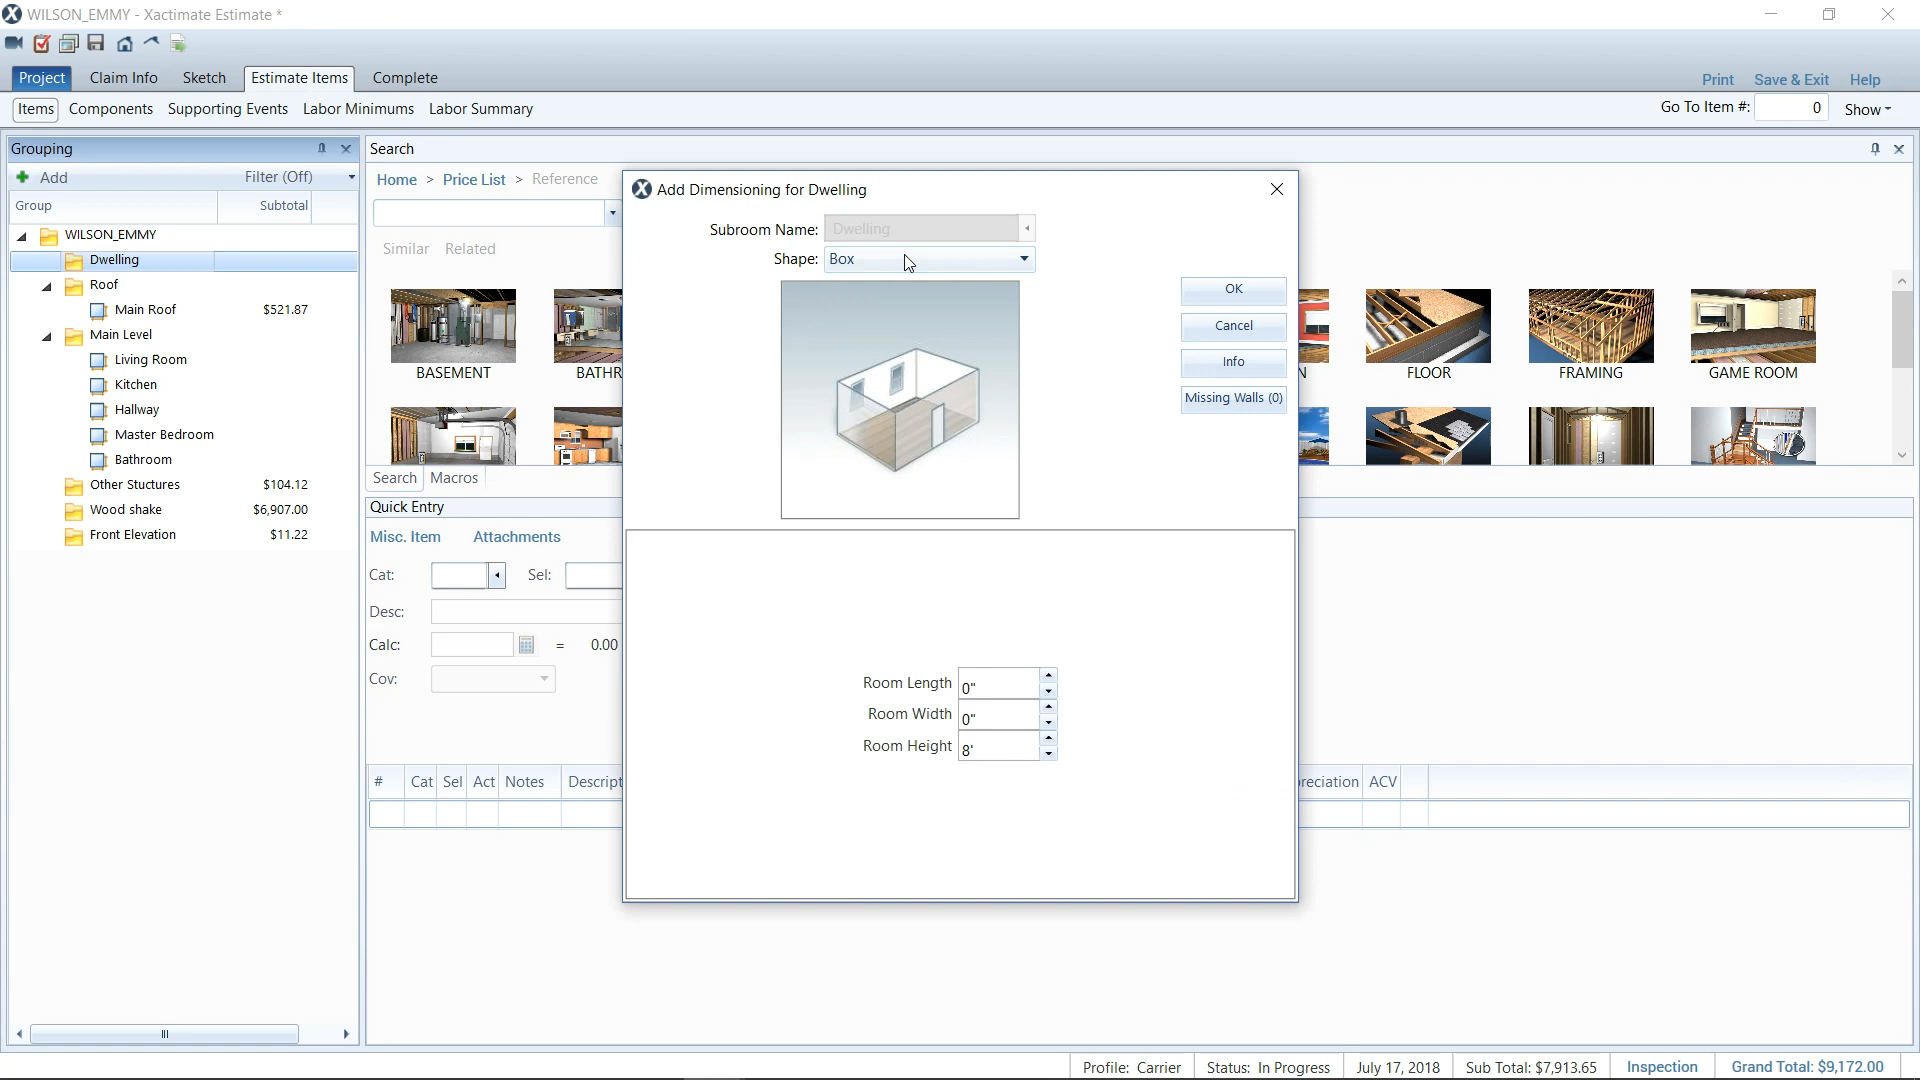 WILSON_EMMY - Xactimate Estimate *
Project Claim Info Sketch Estimate Items Complete
Print Save & Exit Help
Items Components Supporting Events Labor Minimums Labor Summary
Go To Item #: 0 Show
Grouping
Add Filter (Off)
Group Subtotal
WILSON_EMMY
Dwelling
Roof
Main Roof $521.87
Main Level
Living Room
Kitchen
Hallway
Master Bedroom
Bathroom
Other Stuctures $104.12
Wood shake $6,907.00
Front Elevation $11.22
Search
Home > Price List > Reference
Similar Related
BASEMENT
BATHR
N
FLOOR
FRAMING
GAME ROOM
Search Macros
Quick Entry
Misc. Item Attachments
Cat: Sel:
Desc:
Calc: = 0.00
Cov:
# Cat Sel Act Notes Descript
reciation ACV
Add Dimensioning for Dwelling
Subroom Name: Dwelling
Shape: Box
OK
Cancel
Info
Missing Walls (0)
Room Length 0"
Room Width 0"
Room Height 8'
Profile: Carrier Status: In Progress July 17, 2018 Sub Total: $7,913.65 Inspection Grand Total: $9,172.00